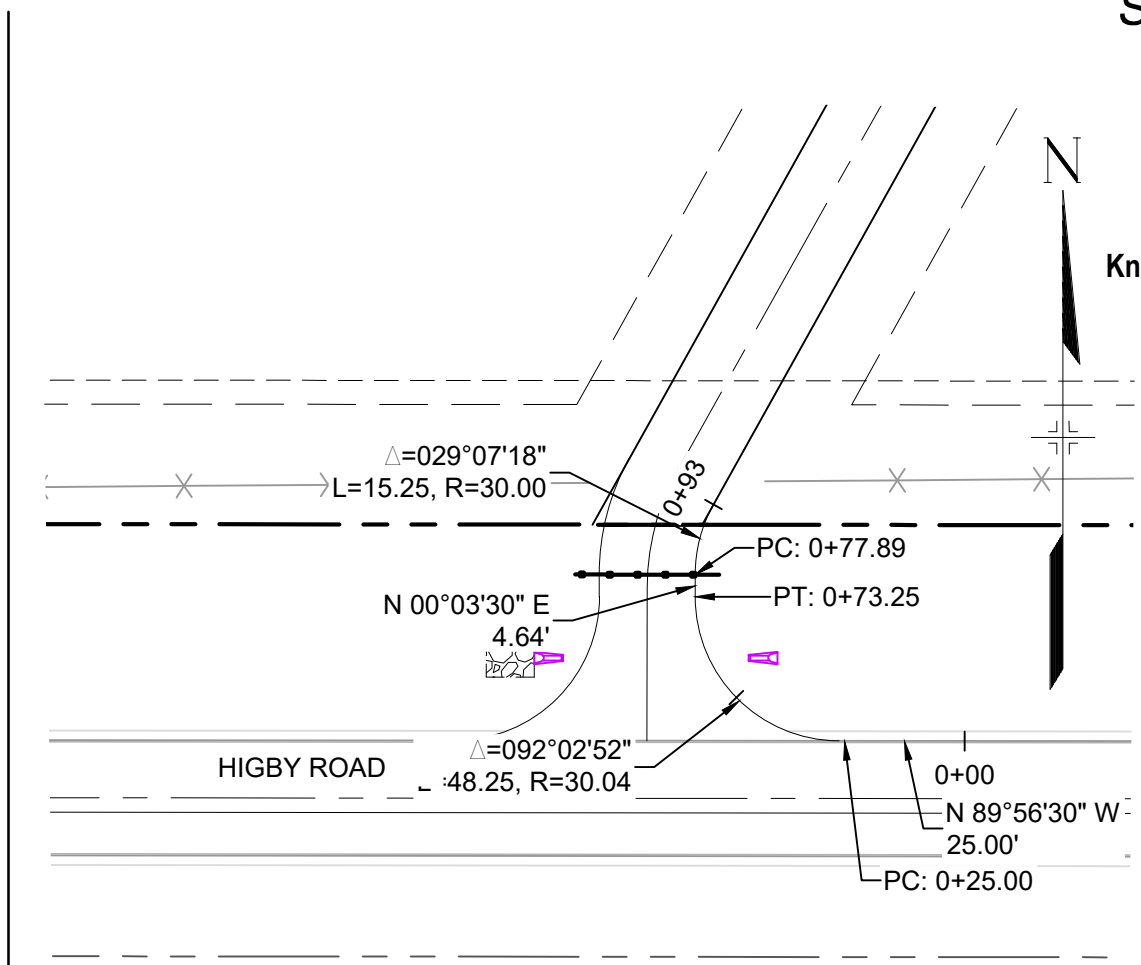 S
N
Kn
△=029°07'18"
L=15.25, R=30.00
0+93
PC: 0+77.89
N 00°03'30" E
4.64'
PT: 0+73.25
△=092°02'52"
=48.25, R=30.04
HIGBY ROAD
0+00
N 89°56'30" W
25.00'
PC: 0+25.00